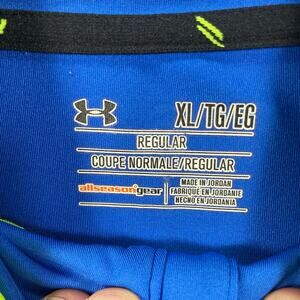 XL/TG/EG
REGULAR
COUPE NORMALE/REGULAR
allseasongear
MADE IN JORDAN
FABRIQUÉ EN JORDANIE
HECHO EN JORDANIA